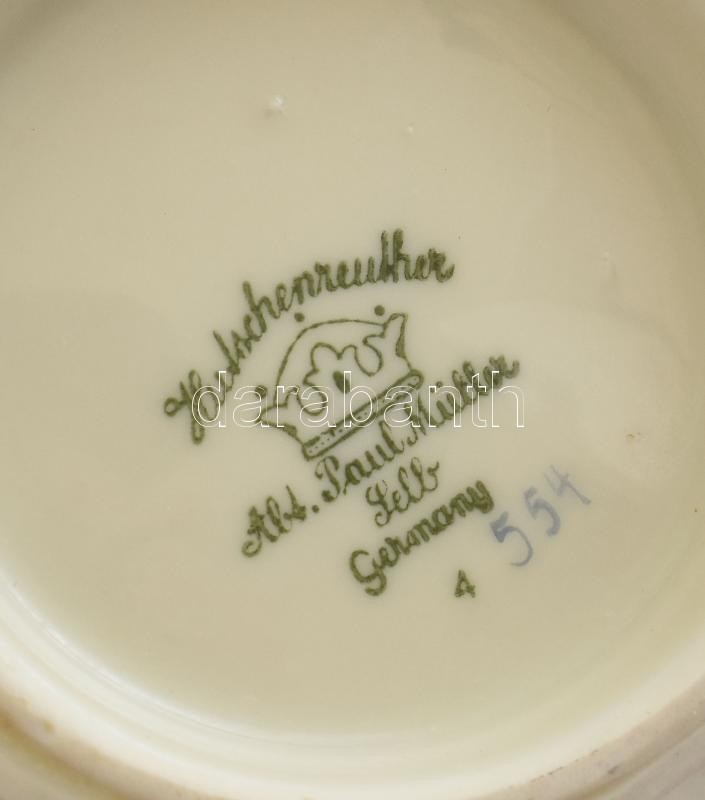 Hutschenreuther
Abt. Paul Müller
Selb
Germany
4
554
darabanth